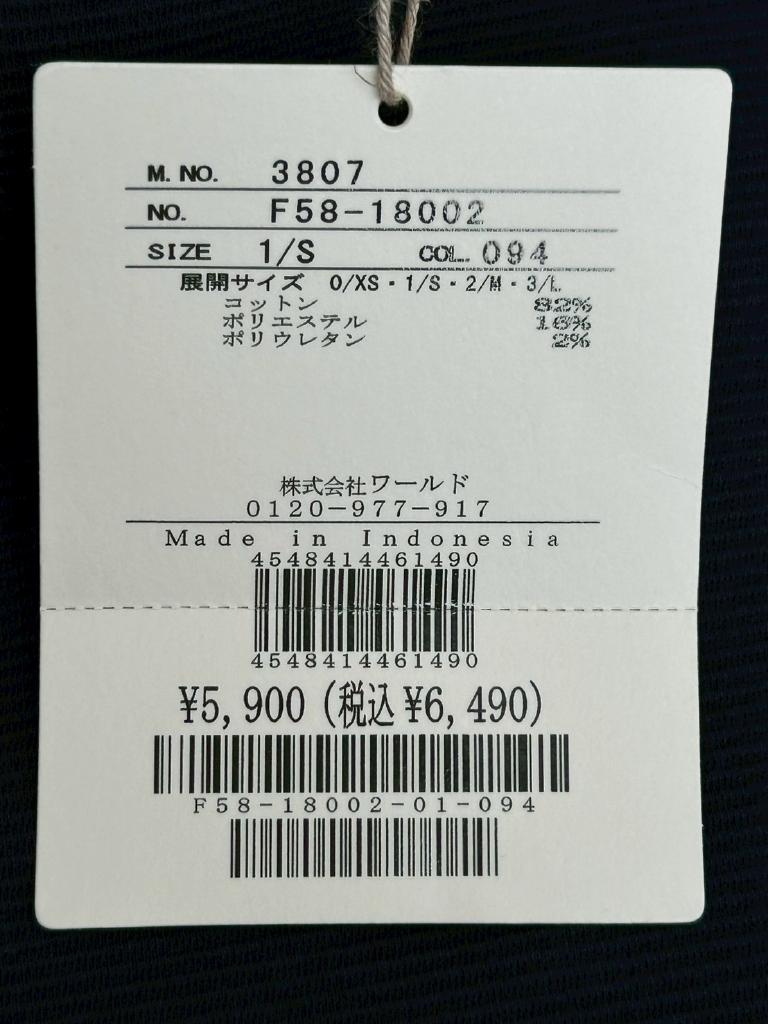 M. NO. 3807
NO. F58-18002
SIZE 1/S COL. 094
展開サイズ 0/XS・1/S・2/M・3/L
コットン 82%
ポリエステル 16%
ポリウレタン 2%
株式会社ワールド
0120-977-917
Made in Indonesia
4548414461490
4548414461490
¥5,900 (税込¥6,490)
F58-18002-01-094